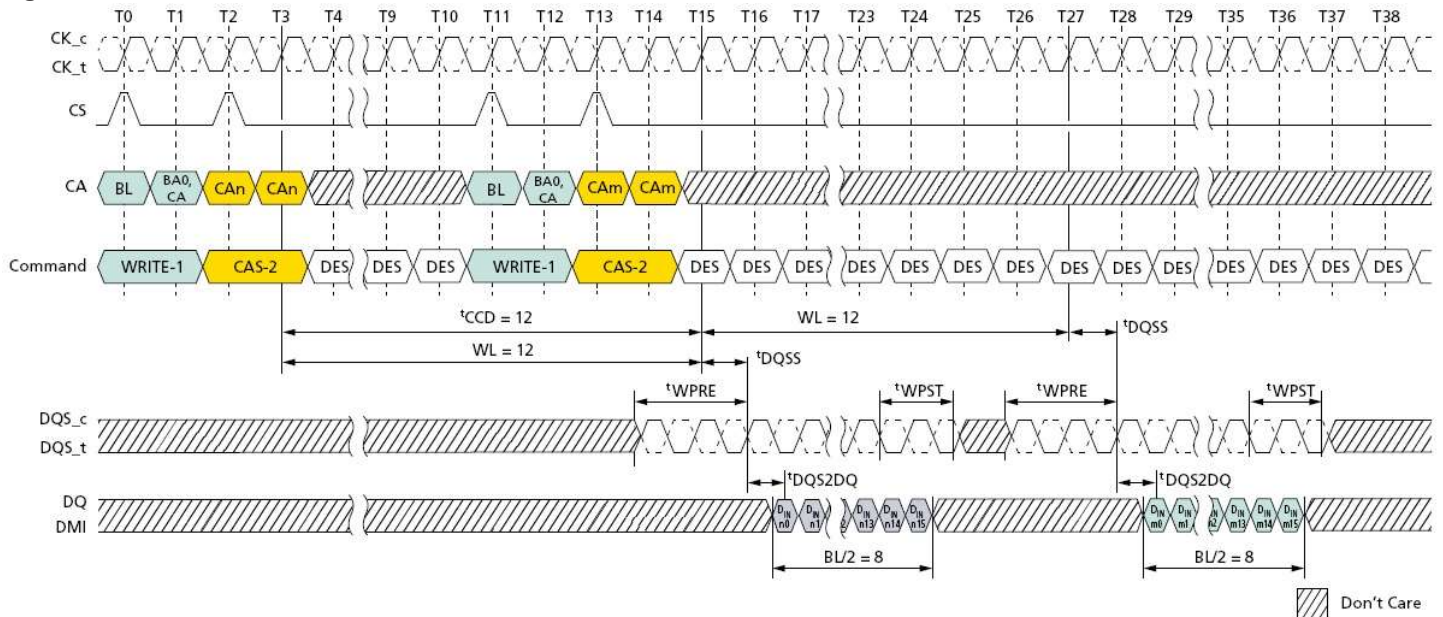 T0 T1 T2 T3 T4 T9 T10 T11 T12 T13 T14 T15 T16 T17 T23 T24 T25 T26 T27 T28 T29 T35 T36 T37 T38
CK_c
CK_t
CS
CA BL BA0, CA CAn CAn BL BA0, CA CAm CAm
Command WRITE-1 CAS-2 DES DES DES WRITE-1 CAS-2 DES DES DES DES DES DES DES DES DES DES DES DES DES DES
tCCD = 12 WL = 12
tDQSS
WL = 12 tDQSS
tWPRE tWPST tWPRE tWPST
DQS_c
DQS_t
tDQS2DQ tDQS2DQ
DQ
DMI
DIN n0 DIN n1 DIN n13 DIN n14 DIN n15 DIN m0 DIN m1 DIN m13 DIN m14 DIN m15
BL/2 = 8 BL/2 = 8
Don't Care